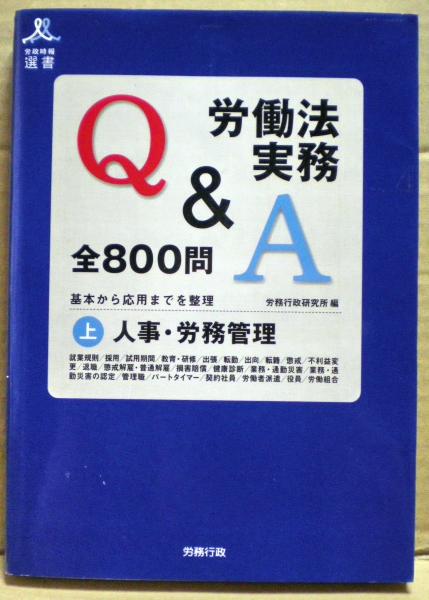 労政時報
選書
労働法
実務
Q&A
全800問
基本から応用までを整理
労務行政研究所 編
上 人事・労務管理
就業規則/採用/試用期間/教育・研修/出張/転勤/出向/転籍/懲戒/不利益変
更/退職/懲戒解雇・普通解雇/損害賠償/健康診断/業務・通勤災害/業務・通
勤災害の認定/管理職/パートタイマー/契約社員/労働者派遣/役員/労働組合
労務行政